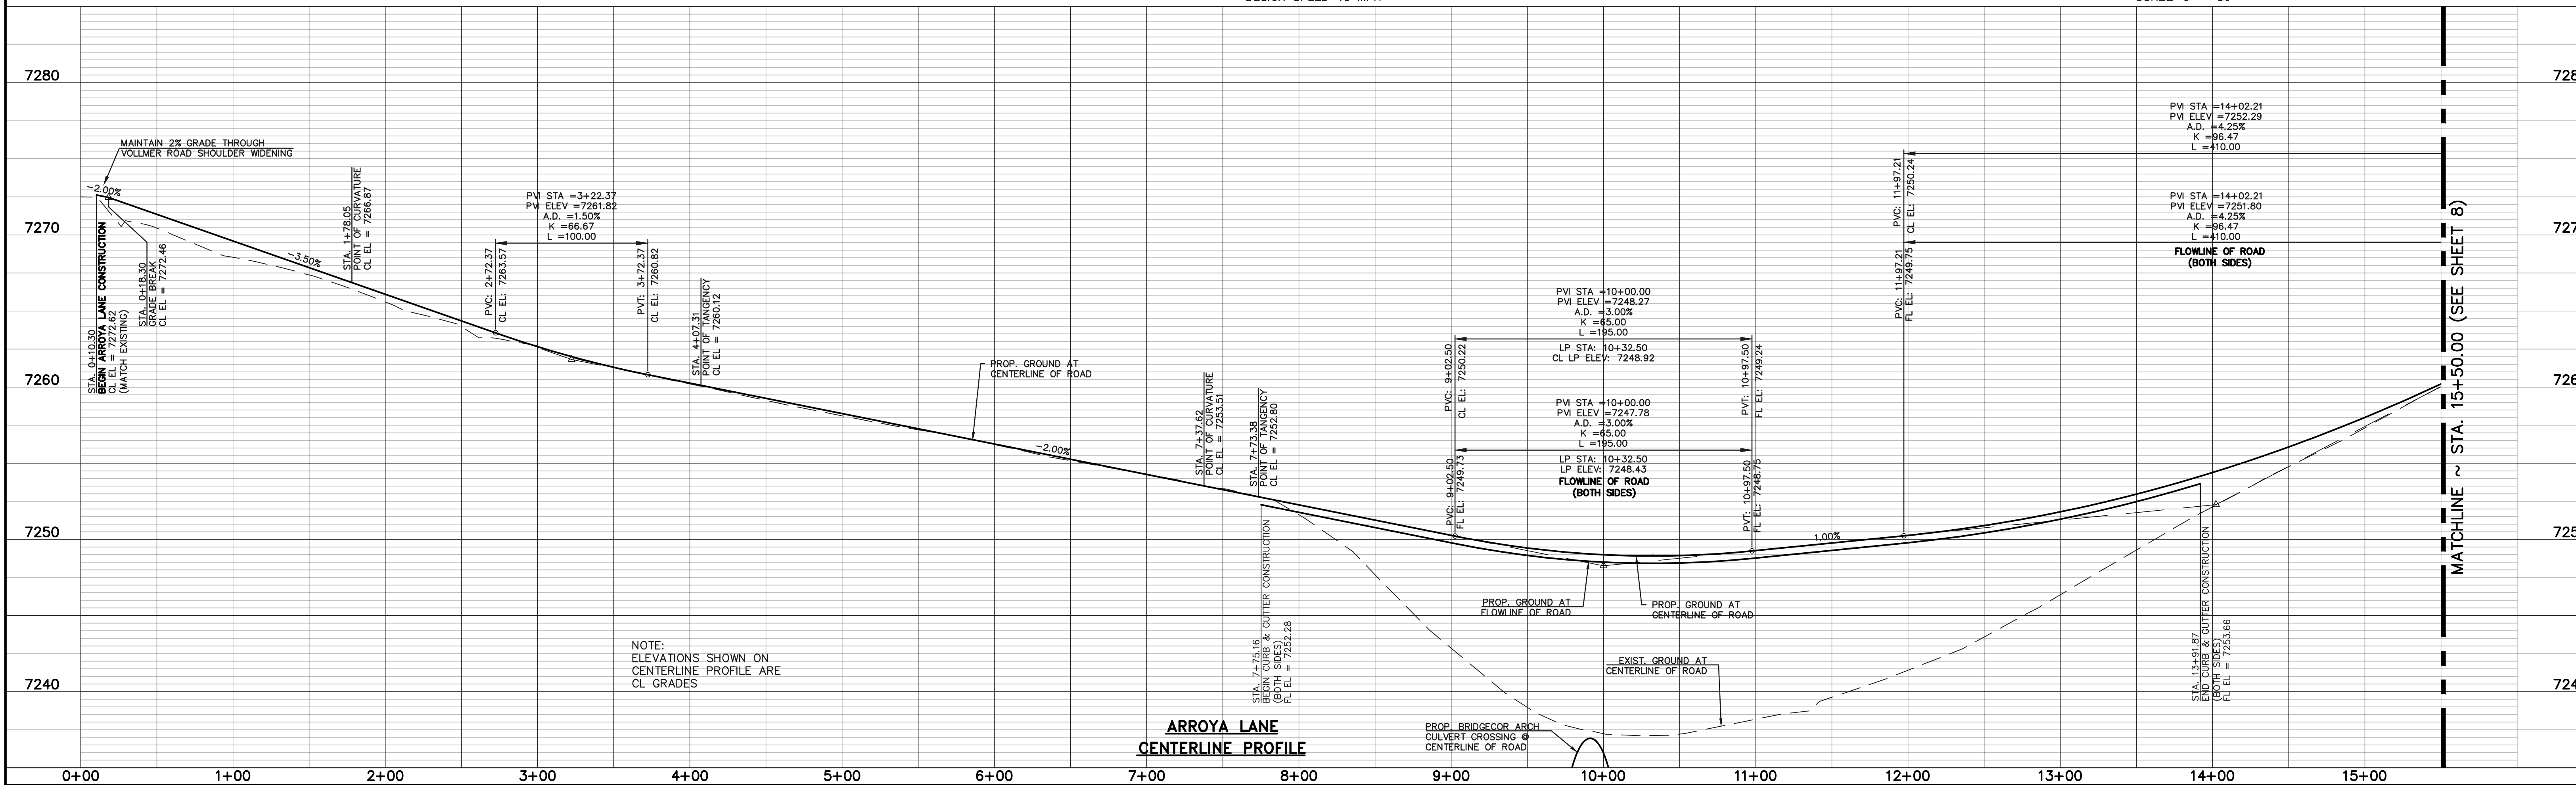 7280
7270
7260
7250
7240
MAINTAIN 2% GRADE THROUGH
VOLLMER ROAD SHOULDER WIDENING
-2.00%
STA. 0+10.30
BEGIN ARROYA LANE CONSTRUCTION
CL EL = 7272.62
(MATCH EXISTING)
STA. 0+18.30
GRADE BREAK
CL EL = 7272.46
-3.50%
STA. 1+78.05
POINT OF CURVATURE
CL EL = 7266.87
PVI STA =3+22.37
PVI ELEV =7261.82
A.D. =1.50%
K =66.67
L =100.00
PVC: 2+72.37
CL EL: 7263.57
PVT: 3+72.37
CL EL: 7260.82
STA. 4+07.31
POINT OF TANGENCY
CL EL = 7260.12
PROP. GROUND AT
CENTERLINE OF ROAD
-2.00%
STA. 7+37.62
POINT OF CURVATURE
CL EL = 7253.51
STA. 7+73.38
POINT OF TANGENCY
CL EL = 7252.80
STA. 7+75.16
BEGIN CURB & GUTTER CONSTRUCTION
(BOTH SIDES)
FL EL = 7252.28
PVI STA =10+00.00
PVI ELEV =7248.27
A.D. =3.00%
K =65.00
L =195.00
LP STA: 10+32.50
CL LP ELEV: 7248.92
PVC: 9+02.50
CL EL: 7250.22
PVT: 10+97.50
FL EL: 7249.24
PVI STA =10+00.00
PVI ELEV =7247.78
A.D. =3.00%
K =65.00
L =195.00
LP STA: 10+32.50
LP ELEV: 7248.43
FLOWLINE OF ROAD
(BOTH SIDES)
PVC: 9+02.50
FL EL: 7249.73
PVT: 10+97.50
FL EL: 7248.75
PROP. GROUND AT
FLOWLINE OF ROAD
PROP. GROUND AT
CENTERLINE OF ROAD
EXIST. GROUND AT
CENTERLINE OF ROAD
PROP. BRIDGECOR ARCH
CULVERT CROSSING @
CENTERLINE OF ROAD
1.00%
PVC: 11+97.21
CL EL: 7250.24
PVC: 11+97.21
FL EL: 7249.75
PVI STA =14+02.21
PVI ELEV =7252.29
A.D. =4.25%
K =96.47
L =410.00
PVI STA =14+02.21
PVI ELEV =7251.80
A.D. =4.25%
K =96.47
L =410.00
FLOWLINE OF ROAD
(BOTH SIDES)
STA. 13+91.87
END CURB & GUTTER CONSTRUCTION
(BOTH SIDES)
FL EL = 7253.66
MATCHLINE ~ STA. 15+50.00 (SEE SHEET 8)
NOTE:
ELEVATIONS SHOWN ON
CENTERLINE PROFILE ARE
CL GRADES
ARROYA LANE
CENTERLINE PROFILE
0+00 1+00 2+00 3+00 4+00 5+00 6+00 7+00 8+00 9+00 10+00 11+00 12+00 13+00 14+00 15+00